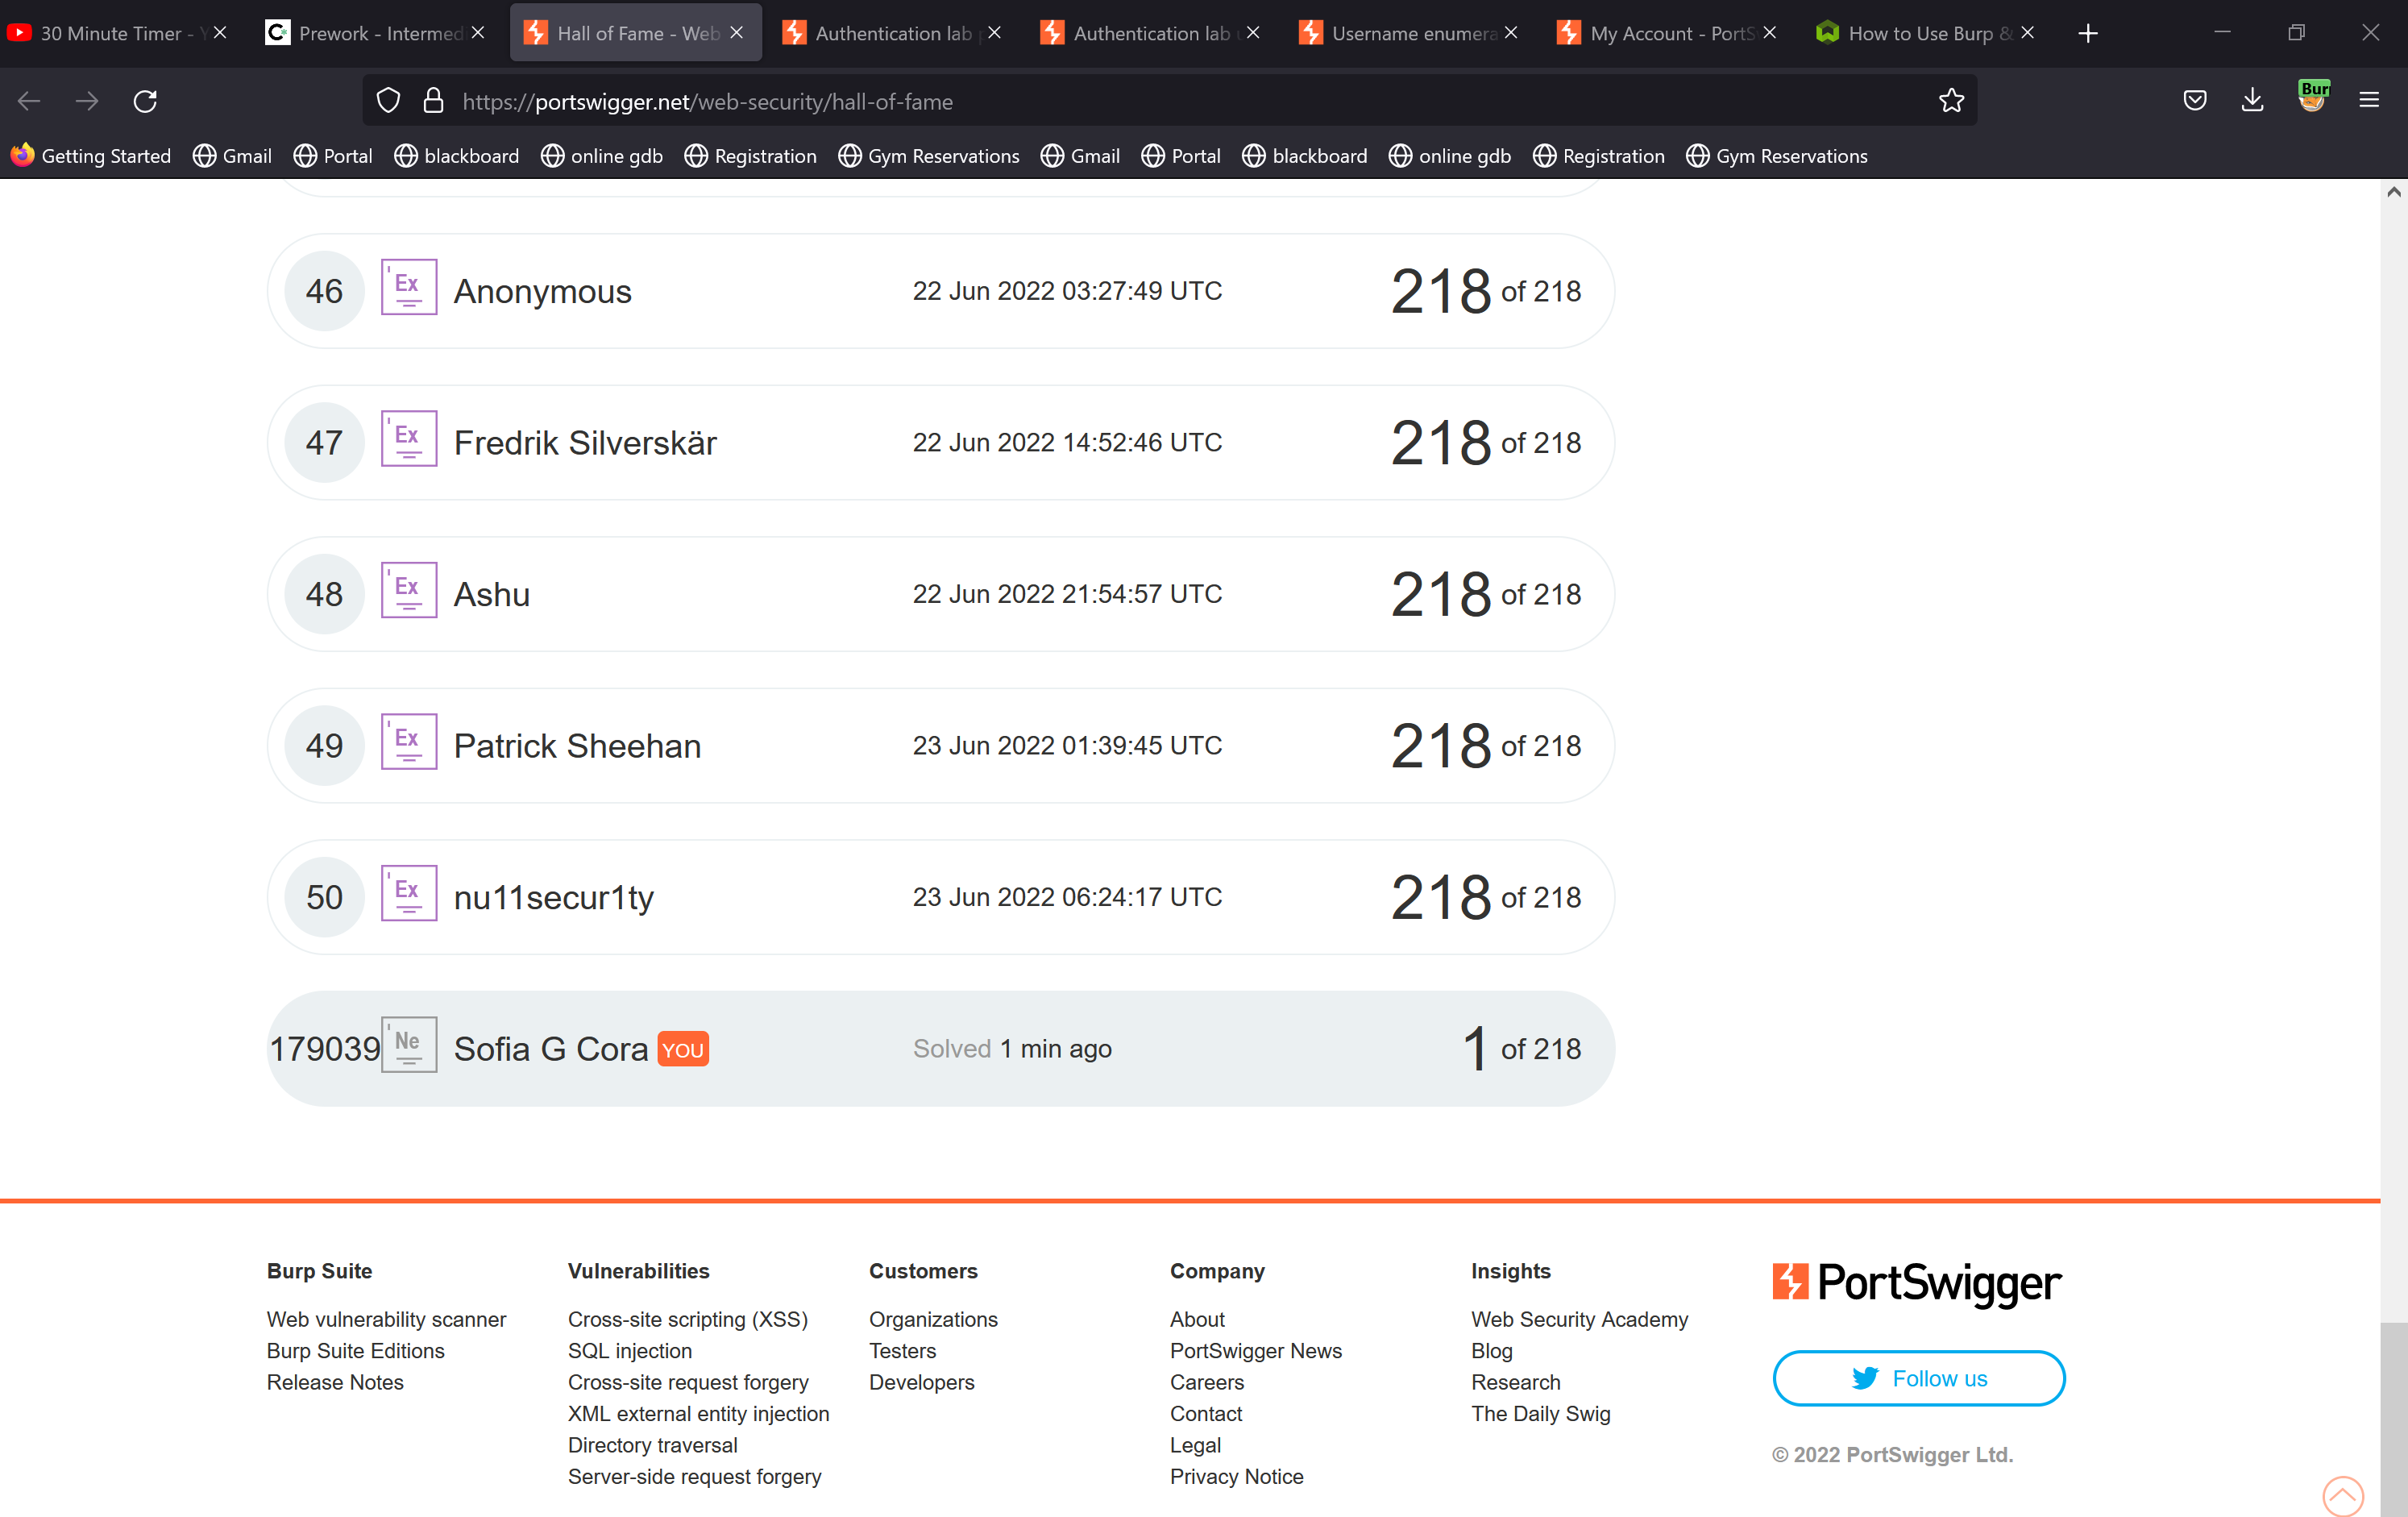 30 Minute Timer - Y
Prework - Intermed
Hall of Fame - Web
Authentication lab
Authentication lab
Username enumera
My Account - PortS
How to Use Burp &
https://portswigger.net/web-security/hall-of-fame
Bur
Getting Started
Gmail
Portal
blackboard
online gdb
Registration
Gym Reservations
Gmail
Portal
blackboard
online gdb
Registration
Gym Reservations
46 Ex Anonymous 22 Jun 2022 03:27:49 UTC 218 of 218
47 Ex Fredrik Silverskär 22 Jun 2022 14:52:46 UTC 218 of 218
48 Ex Ashu 22 Jun 2022 21:54:57 UTC 218 of 218
49 Ex Patrick Sheehan 23 Jun 2022 01:39:45 UTC 218 of 218
50 Ex nu11secur1ty 23 Jun 2022 06:24:17 UTC 218 of 218
179039 Ne Sofia G Cora YOU Solved 1 min ago 1 of 218
Burp Suite
Web vulnerability scanner
Burp Suite Editions
Release Notes
Vulnerabilities
Cross-site scripting (XSS)
SQL injection
Cross-site request forgery
XML external entity injection
Directory traversal
Server-side request forgery
Customers
Organizations
Testers
Developers
Company
About
PortSwigger News
Careers
Contact
Legal
Privacy Notice
Insights
Web Security Academy
Blog
Research
The Daily Swig
PortSwigger
Follow us
© 2022 PortSwigger Ltd.